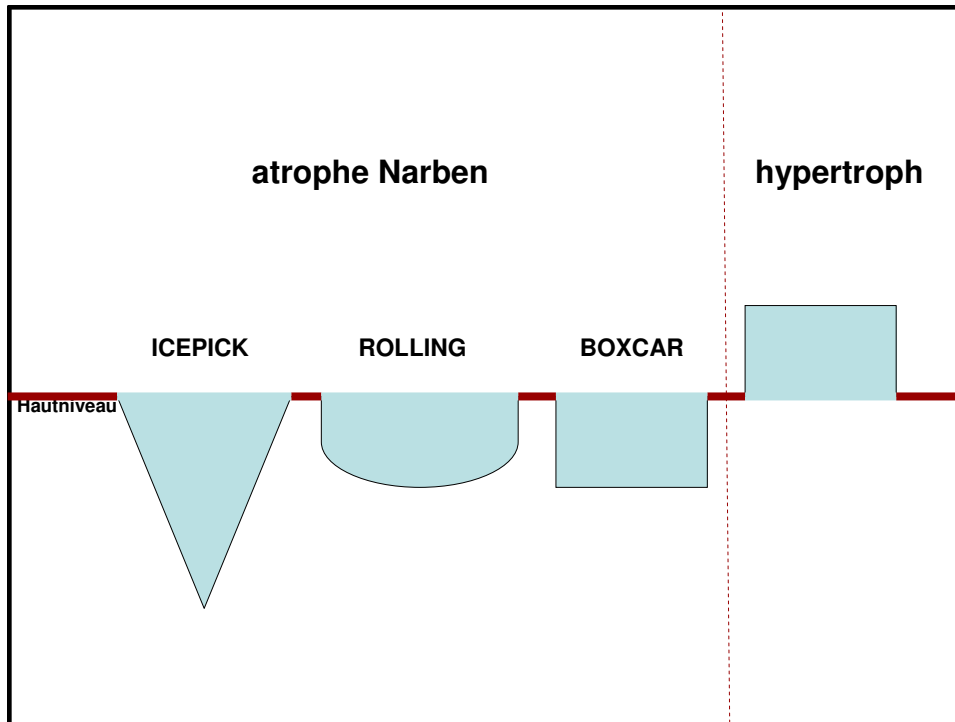 atrophe Narben
hypertroph
ICEPICK
ROLLING
BOXCAR
Hautniveau